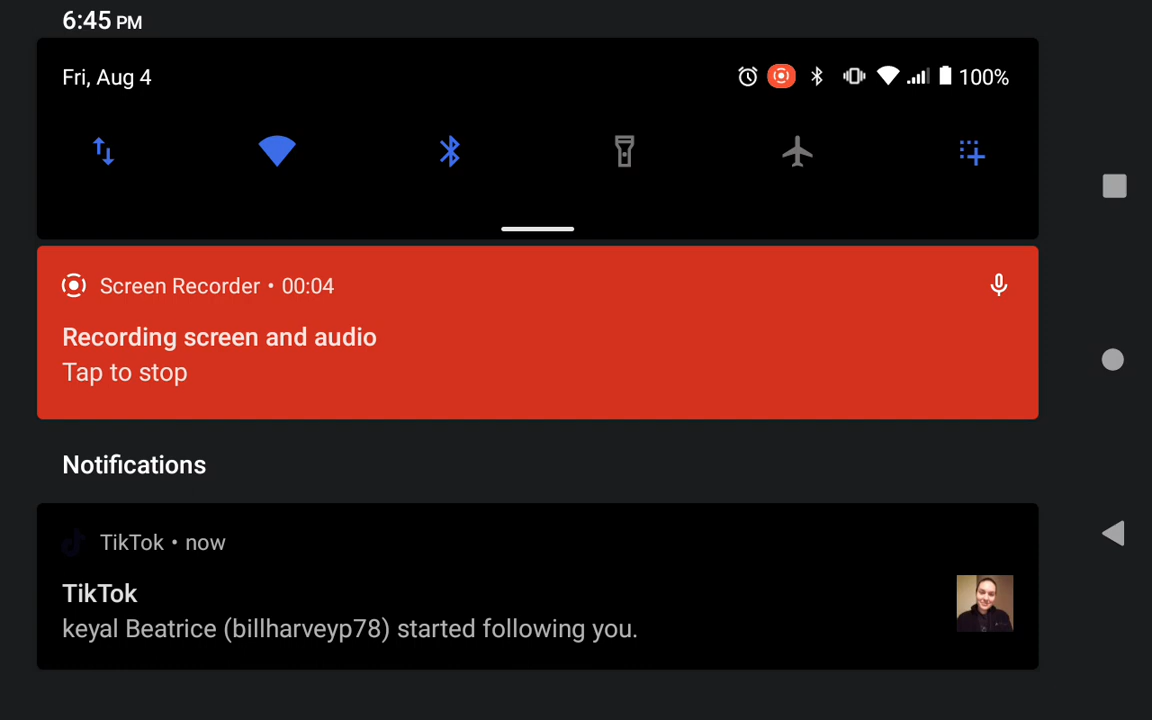 6:45 PM
Fri, Aug 4
100%
Screen Recorder • 00:04
Recording screen and audio
Tap to stop
Notifications
TikTok • now
TikTok
keyal Beatrice (billharveyp78) started following you.